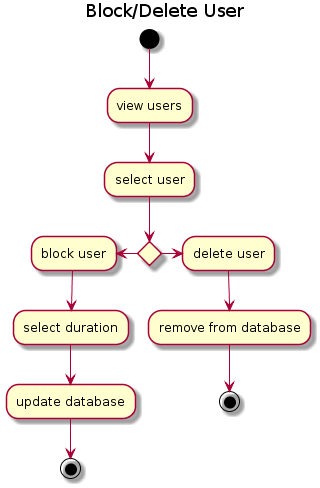 Block/Delete User
view users
select user
block user
delete user
select duration
remove from database
update database